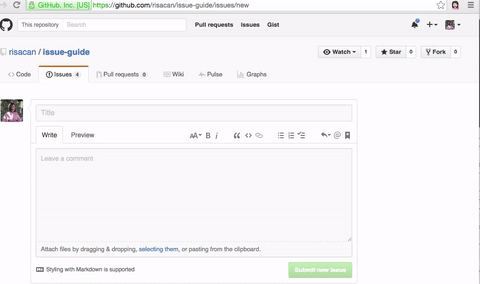 GitHub, Inc. [US] https://github.com/risacan/issue-guide/issues/new
This repository Search Pull requests Issues Gist
risacan / issue-guide Watch 1 Star 0 Fork 0
Code Issues 4 Pull requests 0 Wiki Pulse Graphs
Title
Write Preview AA B i
Leave a comment
Attach files by dragging & dropping, selecting them, or pasting from the clipboard.
Styling with Markdown is supported Submit new issue